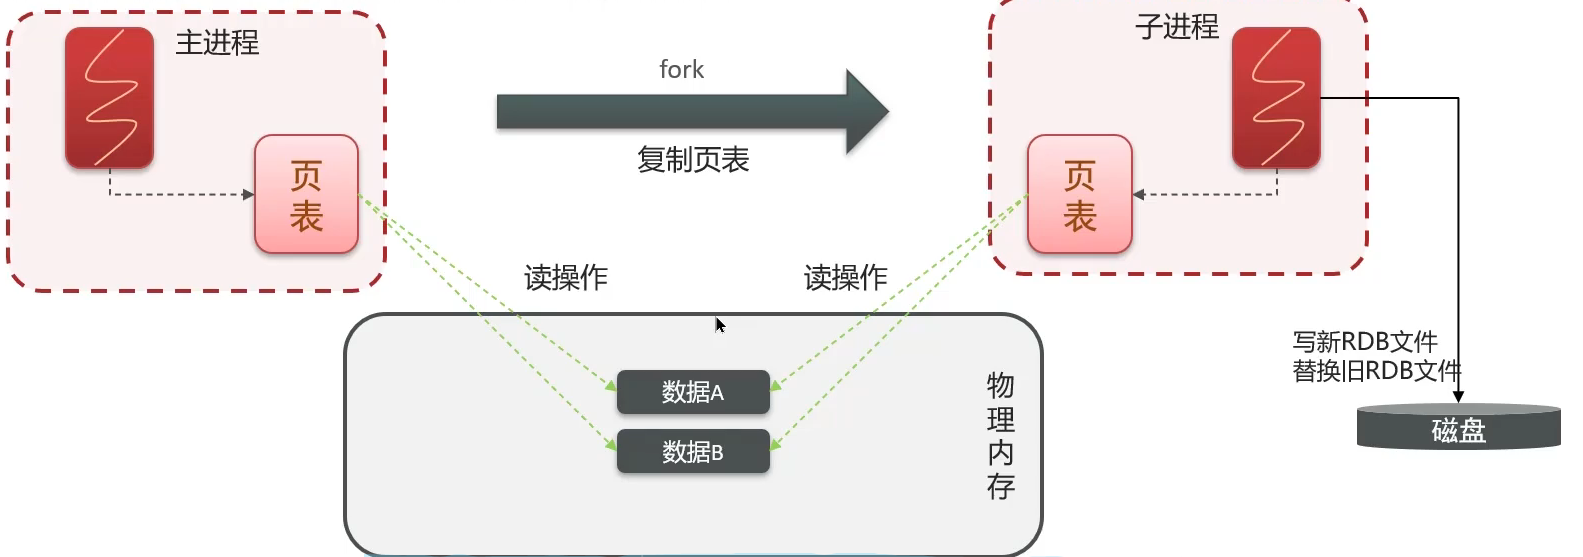 主进程
子进程
fork
复制页表
页
表
页
表
读操作
读操作
数据A
数据B
物
理
内
存
写新RDB文件
替换旧RDB文件
磁盘